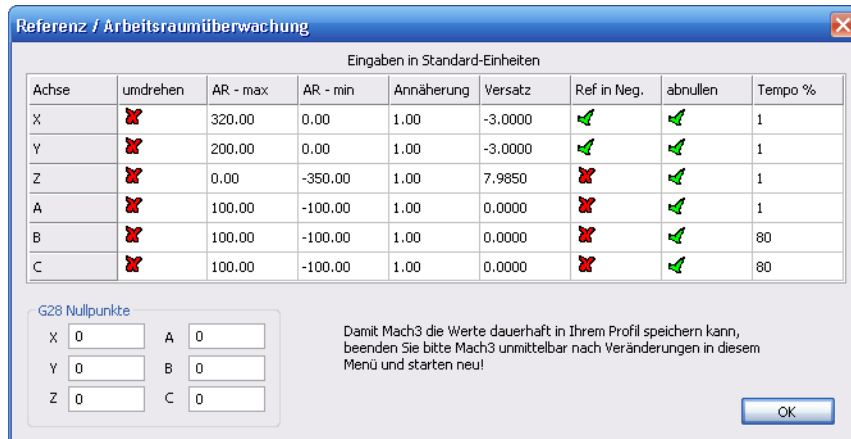 Referenz / Arbeitsraumüberwachung
Eingaben in Standard-Einheiten
Achse umdrehen AR - max AR - min Annäherung Versatz Ref in Neg. abnullen Tempo %
X 320.00 0.00 1.00 -3.0000 1
Y 200.00 0.00 1.00 -3.0000 1
Z 0.00 -350.00 1.00 7.9850 1
A 100.00 -100.00 1.00 0.0000 1
B 100.00 -100.00 1.00 0.0000 80
C 100.00 -100.00 1.00 0.0000 80
G28 Nullpunkte
X 0 A 0
Y 0 B 0
Z 0 C 0
Damit Mach3 die Werte dauerhaft in Ihrem Profil speichern kann,
beenden Sie bitte Mach3 unmittelbar nach Veränderungen in diesem
Menü und starten neu!
OK